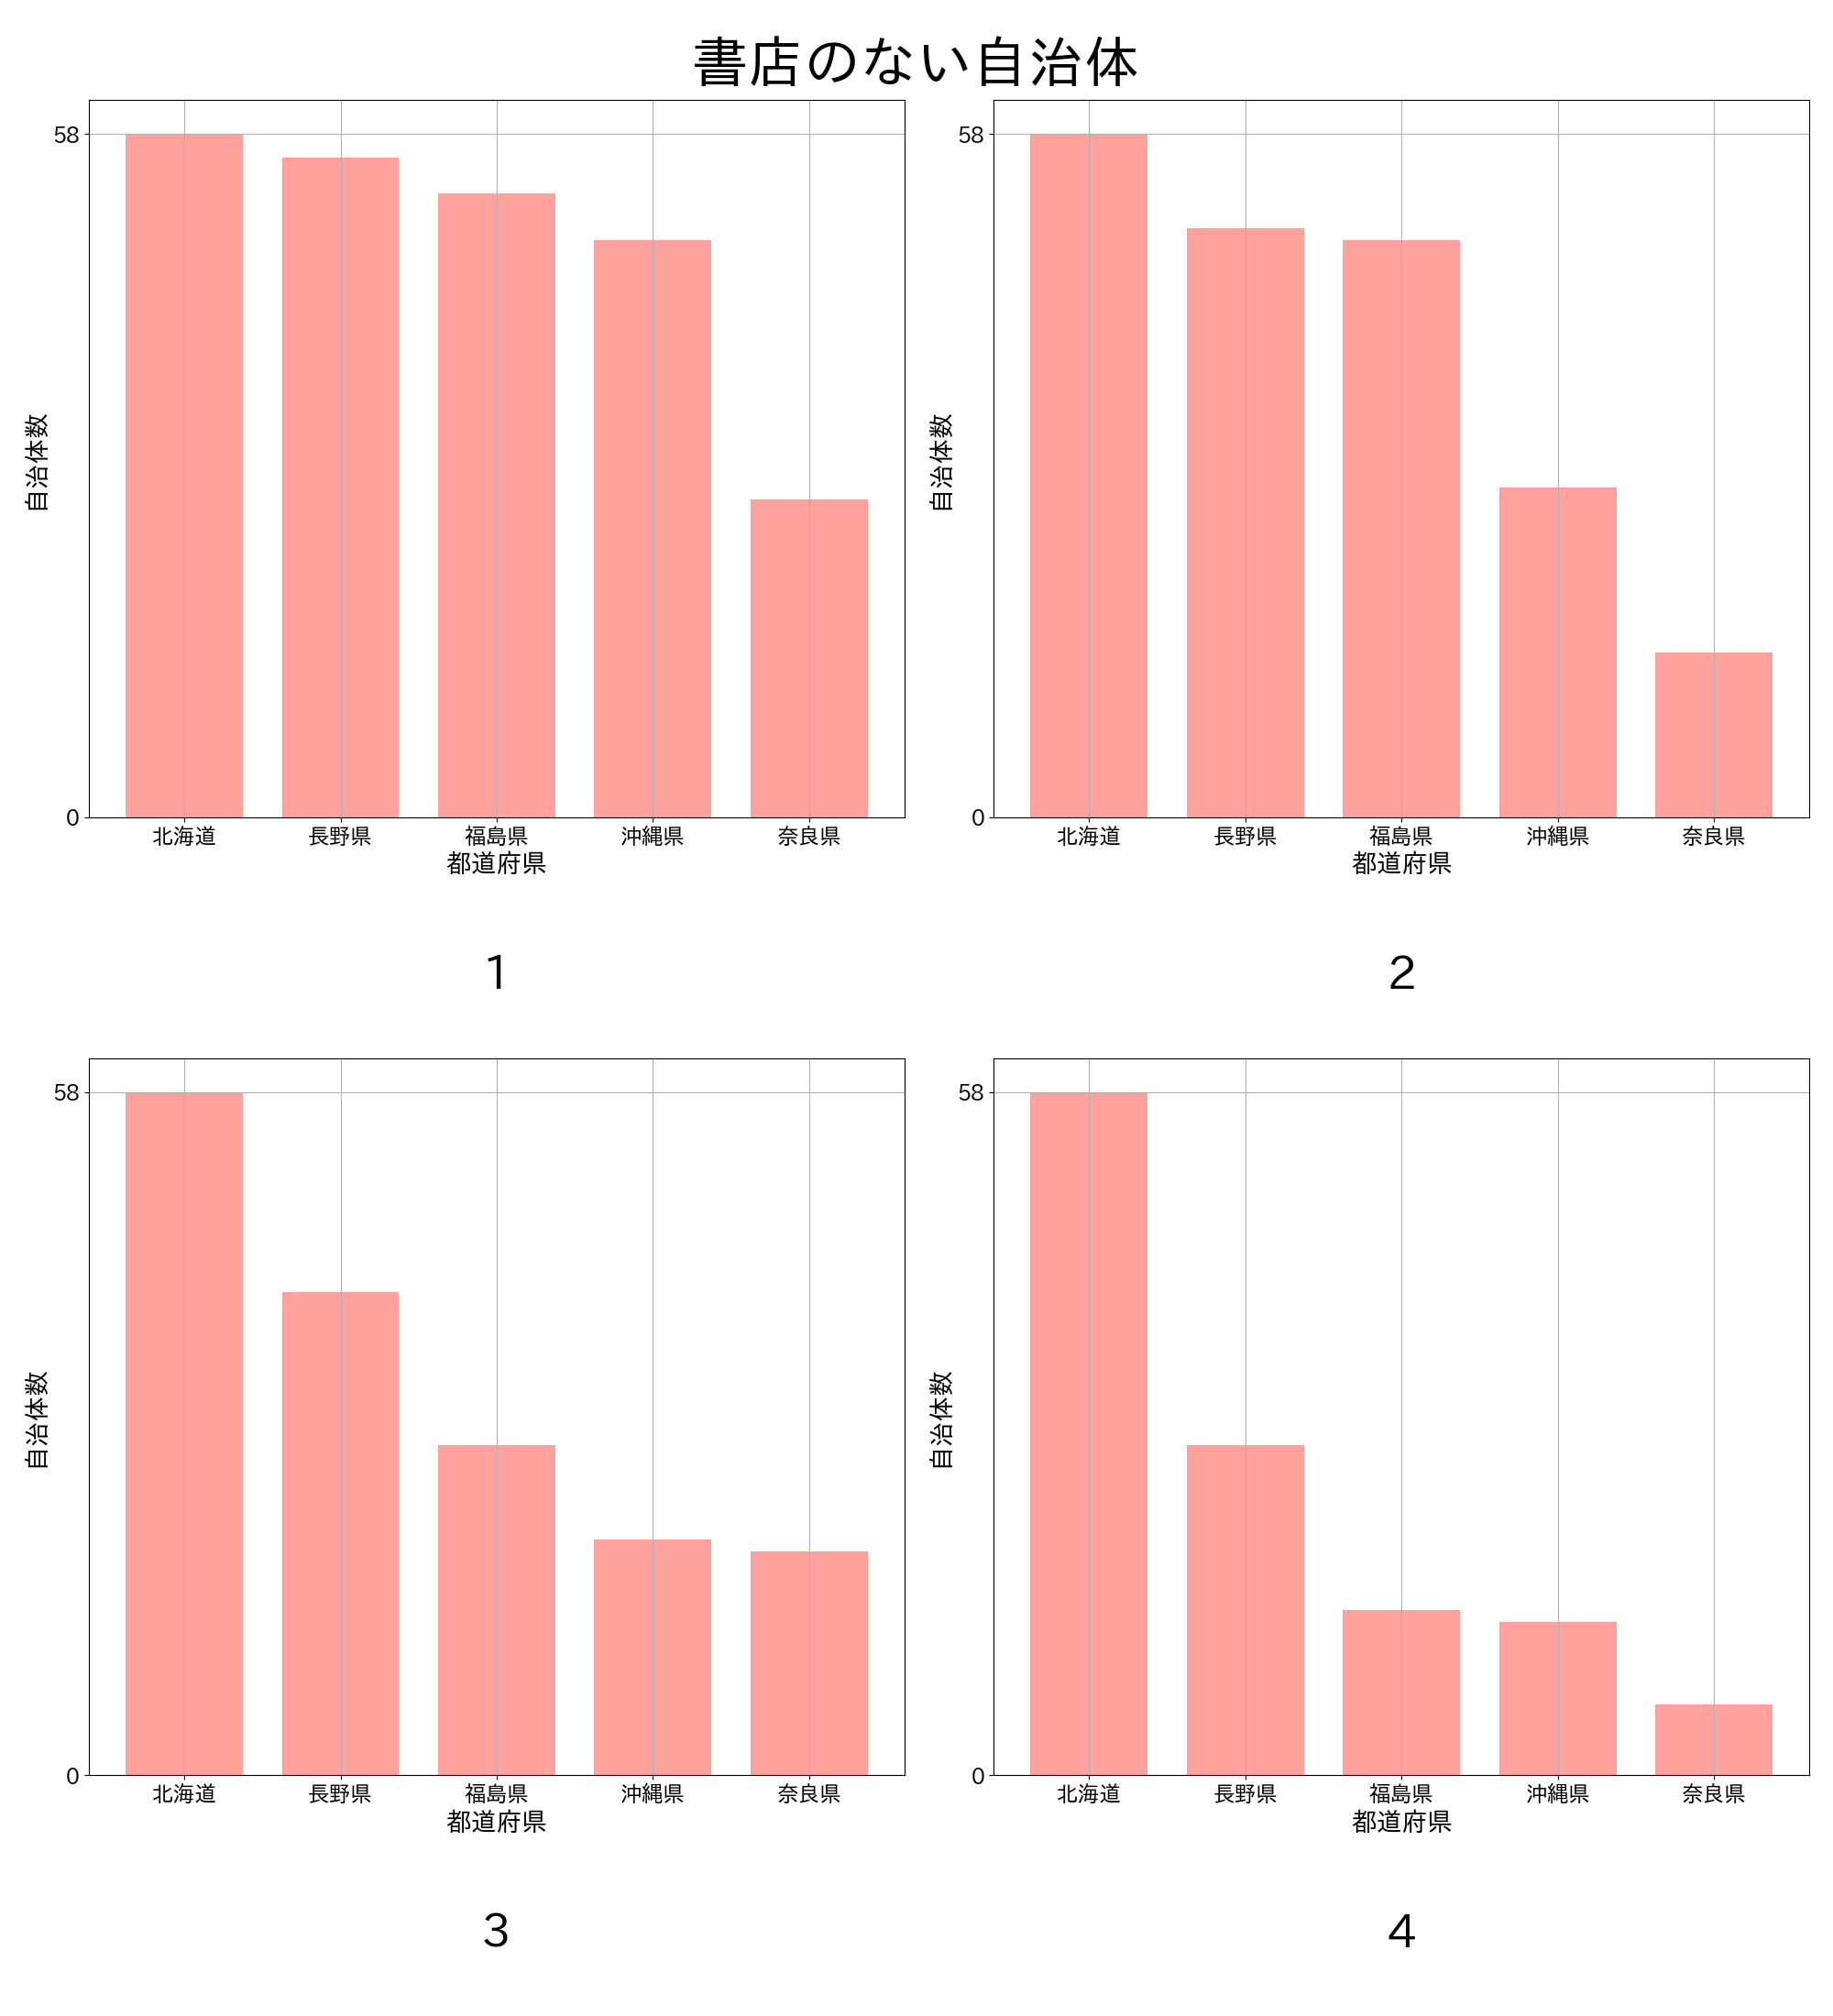 書店のない自治体
58
0
自治体数
北海道 長野県 福島県 沖縄県 奈良県
都道府県
1
58
0
自治体数
北海道 長野県 福島県 沖縄県 奈良県
都道府県
2
58
0
自治体数
北海道 長野県 福島県 沖縄県 奈良県
都道府県
3
58
0
自治体数
北海道 長野県 福島県 沖縄県 奈良県
都道府県
4